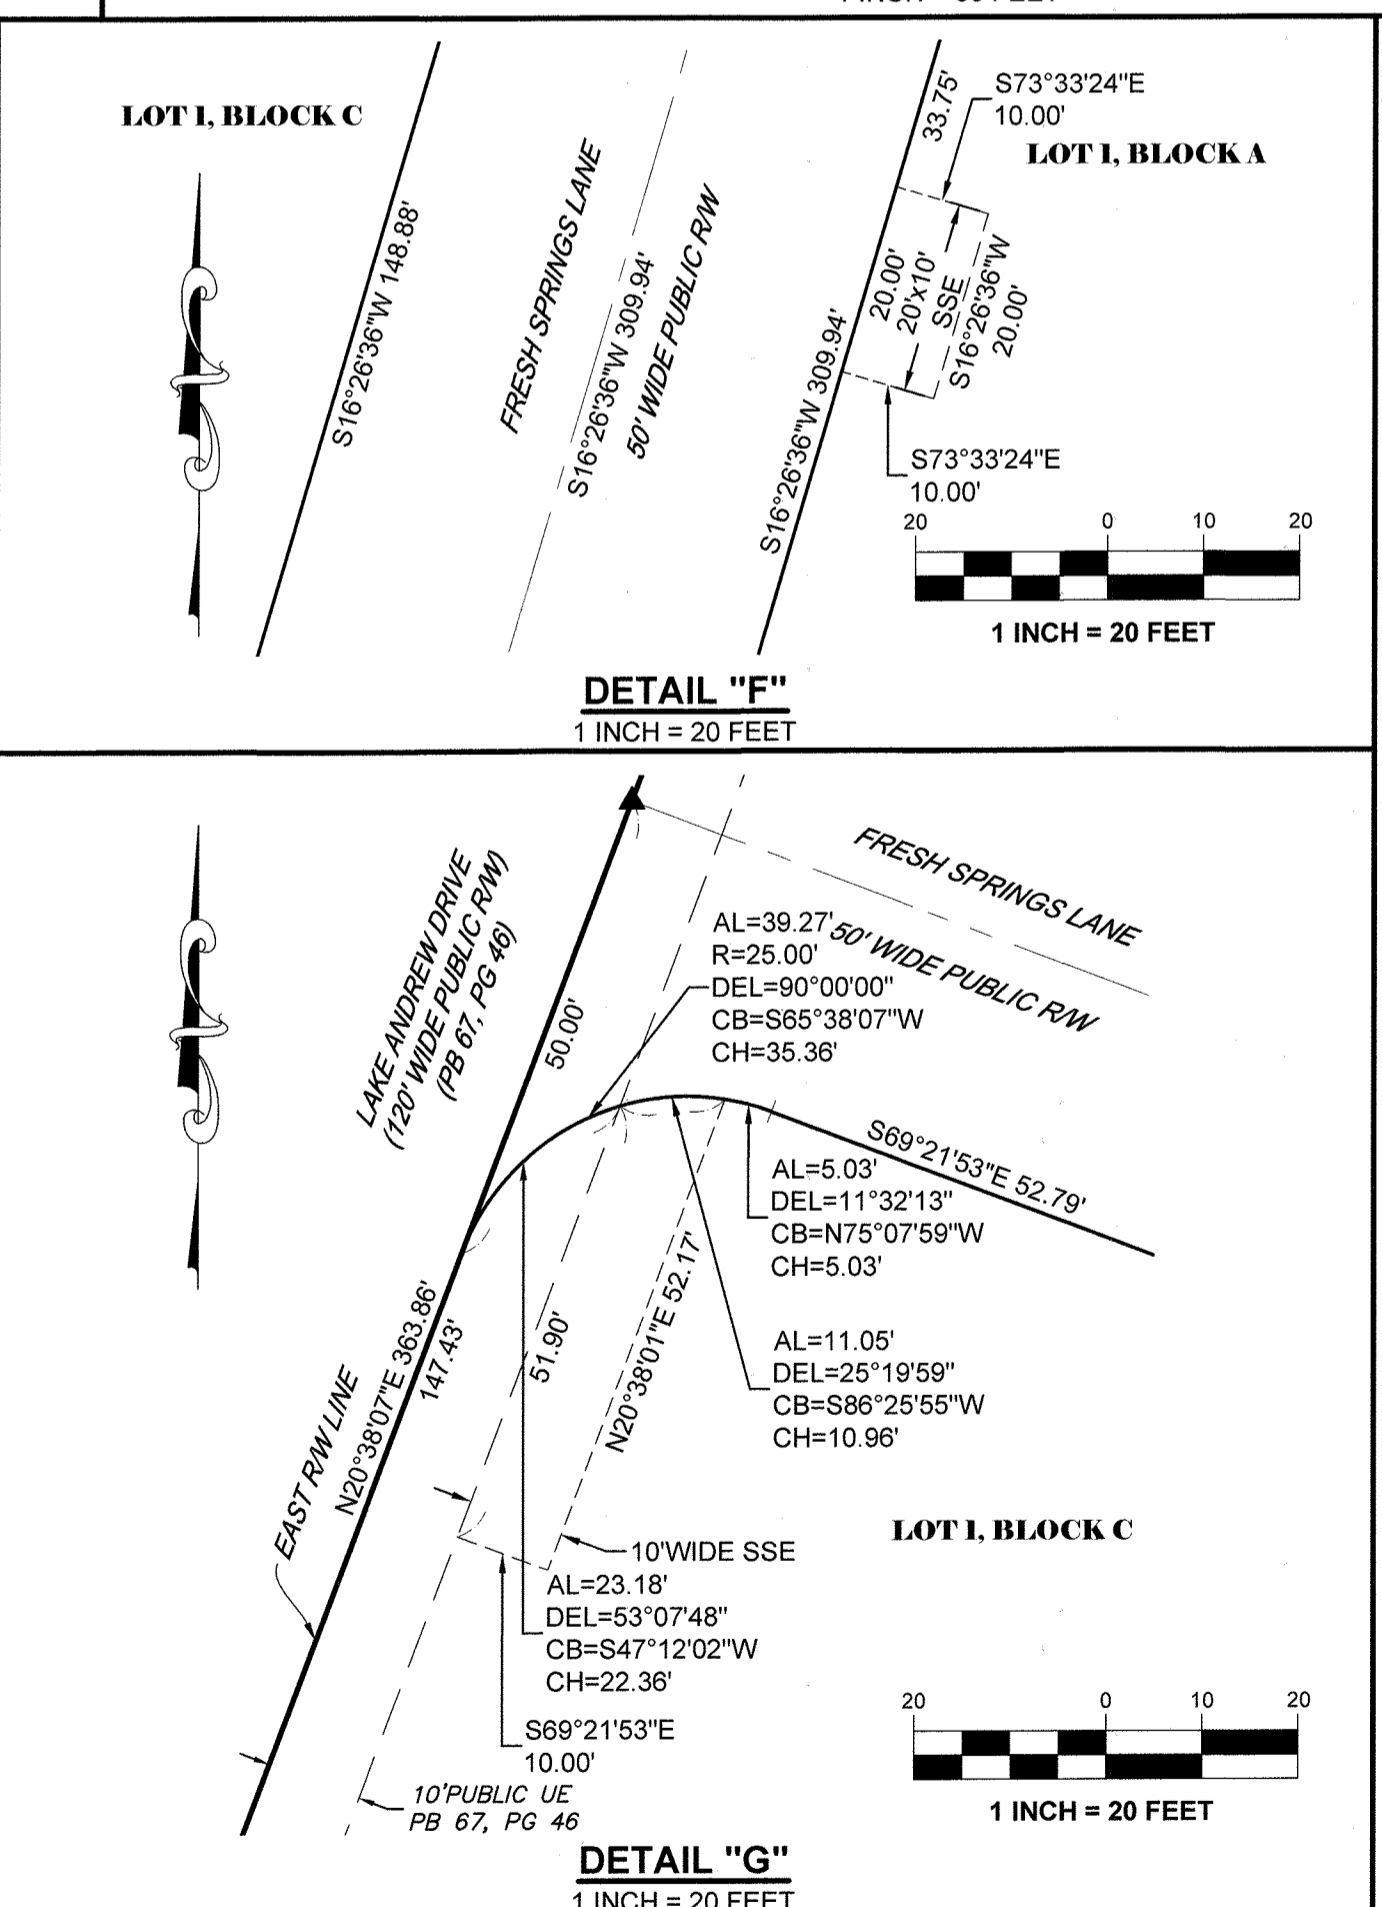 LOT 1, BLOCK C
S16°26'36"W 148.88'
FRESH SPRINGS LANE
S16°26'36"W 309.94'
50' WIDE PUBLIC R/W
33.75'
S73°33'24"E
10.00'
LOT 1, BLOCK A
20.00'
20'x10'
SSE
S16°26'36"W
20.00'
S16°26'36"W 309.94'
S73°33'24"E
10.00'
20 0 10 20
1 INCH = 20 FEET
DETAIL "F"
1 INCH = 20 FEET
LAKE ANDREW DRIVE
(120' WIDE PUBLIC R/W)
(PB 67, PG 46)
50.00'
FRESH SPRINGS LANE
50' WIDE PUBLIC R/W
AL=39.27'
R=25.00'
DEL=90°00'00"
CB=S65°38'07"W
CH=35.36'
S69°21'53"E 52.79'
AL=5.03'
DEL=11°32'13"
CB=N75°07'59"W
CH=5.03'
AL=11.05'
DEL=25°19'59"
CB=S86°25'55"W
CH=10.96'
N20°38'07"E 363.86'
147.43'
51.90'
N20°38'01"E 52.17'
EAST R/W LINE
LOT 1, BLOCK C
10'WIDE SSE
AL=23.18'
DEL=53°07'48"
CB=S47°12'02"W
CH=22.36'
S69°21'53"E
10.00'
10'PUBLIC UE
PB 67, PG 46
20 0 10 20
1 INCH = 20 FEET
DETAIL "G"
1 INCH = 20 FEET